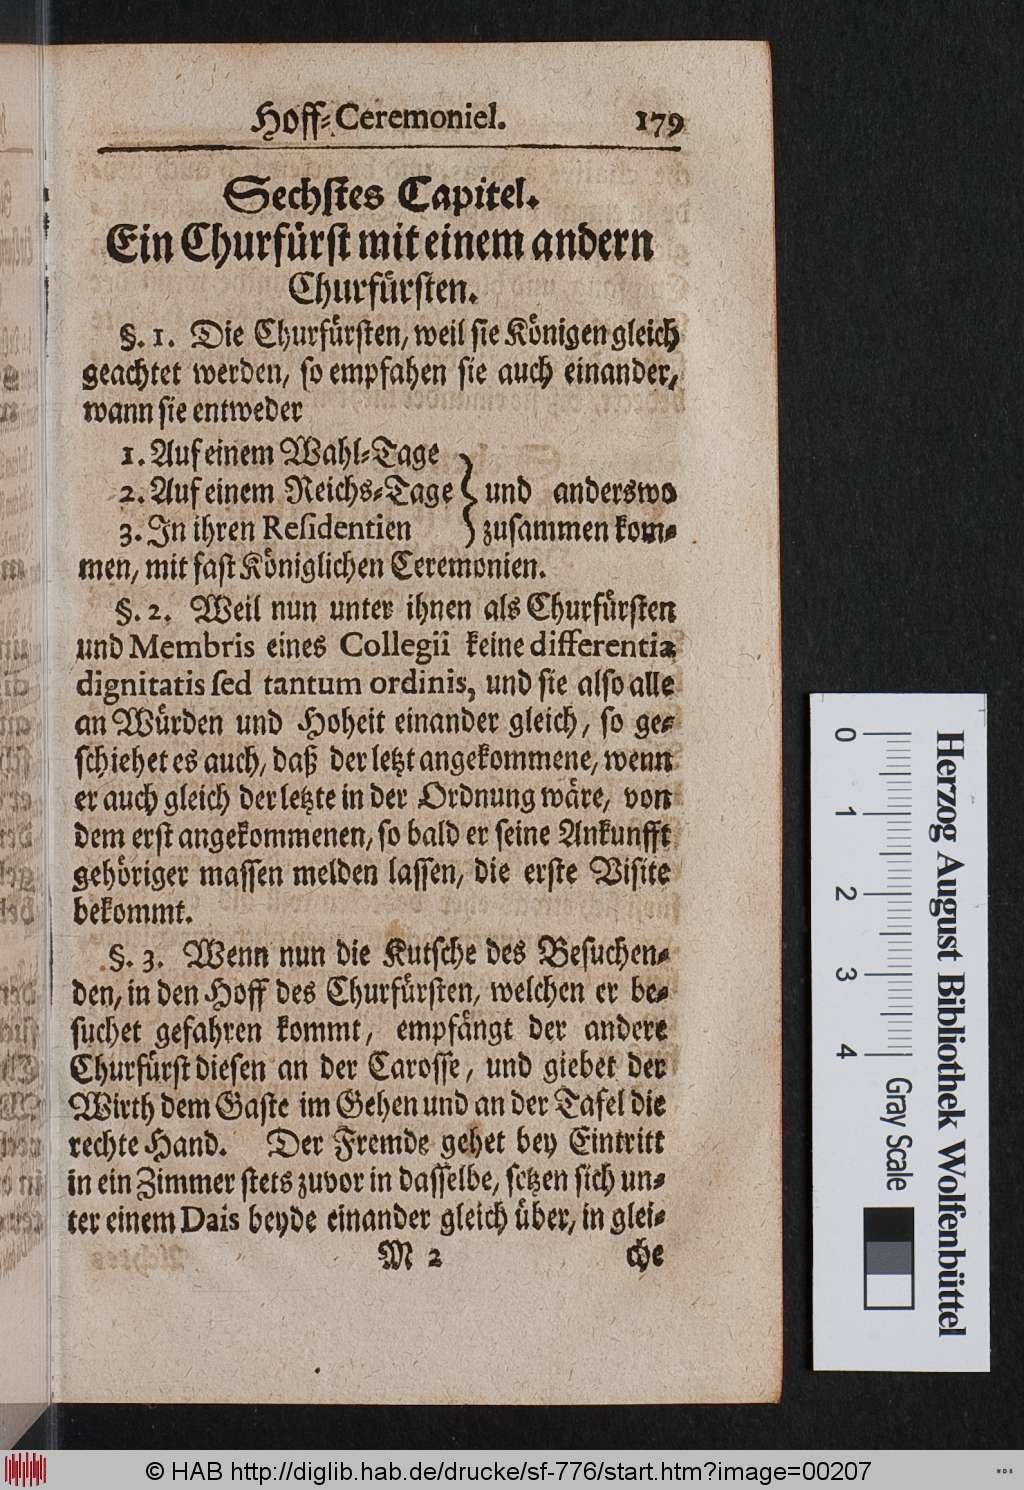 Hoff-Ceremoniel. 179
Sechstes Capitel.
Ein Churfürst mit einem andern
Churfürsten.
§. 1. Die Churfürsten, weil sie Königen gleich
geachtet werden, so empfahen sie auch einander,
wann sie entweder
1. Auf einem Wahl-Tage
2. Auf einem Reichs-Tage } und anderswo
3. In ihren Residentien zusammen kom-
men, mit fast Königlichen Ceremonien.
§. 2. Weil nun unter ihnen als Churfürsten
und Membris eines Collegii keine differentia
dignitatis sed tantum ordinis, und sie also alle
an Würden und Hoheit einander gleich, so ge-
schiehet es auch, daß der letzt angekommene, wenn
er auch gleich der letzte in der Ordnung wäre, von
dem erst angekommenen, so bald er seine Ankunfft
gehöriger massen melden lassen, die erste Visite
bekommt.
§. 3. Wenn nun die Kutsche des Besuchen-
den, in den Hoff des Churfürsten, welchen er be-
suchet gefahren kommt, empfängt der andere
Churfürst diesen an der Carosse, und giebet der
Wirth dem Gaste im Gehen und an der Tafel die
rechte Hand. Der Fremde gehet bey Eintritt
in ein Zimmer stets zuvor in dasselbe, setzen sich un-
ter einem Dais beyde einander gleich über, in glei-
M 2 che
Herzog August Bibliothek Wolfenbüttel
0 1 2 3 4 Gray Scale
© HAB http://diglib.hab.de/drucke/sf-776/start.htm?image=00207